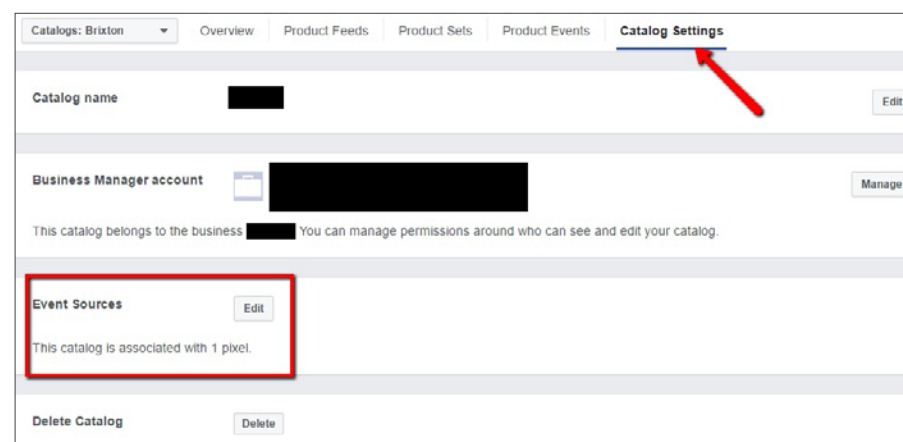 Catalogs: Brixton Overview Product Feeds Product Sets Product Events Catalog Settings
Catalog name Edit
Business Manager account Manage
This catalog belongs to the business You can manage permissions around who can see and edit your catalog.
Event Sources Edit
This catalog is associated with 1 pixel.
Delete Catalog Delete